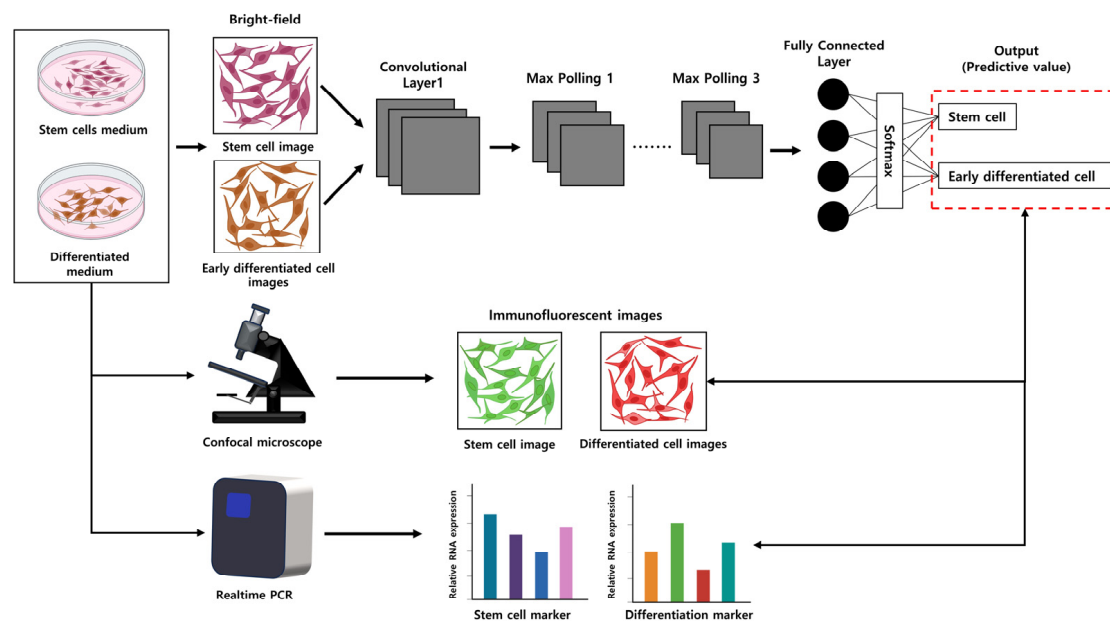 Bright-field
Stem cells medium
Differentiated
medium
Stem cell image
Early differentiated cell
images
Convolutional
Layer1
Max Polling 1
.......
Max Polling 3
Fully Connected
Layer
Softmax
Output
(Predictive value)
Stem cell
Early differentiated cell
Confocal microscope
Immunofluorescent images
Stem cell image
Differentiated cell images
Realtime PCR
Relative RNA expression
Stem cell marker
Relative RNA expression
Differentiation marker